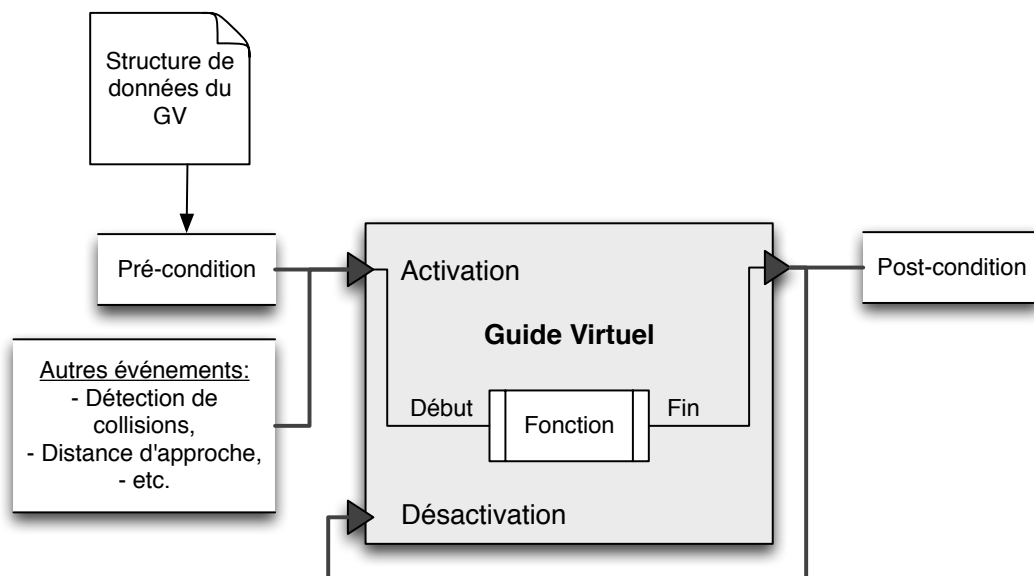 Structure de
données du
GV
Pré-condition
Activation
Post-condition
Guide Virtuel
Autres événements:
- Détection de
collisions,
- Distance d'approche,
- etc.
Début
Fonction
Fin
Désactivation